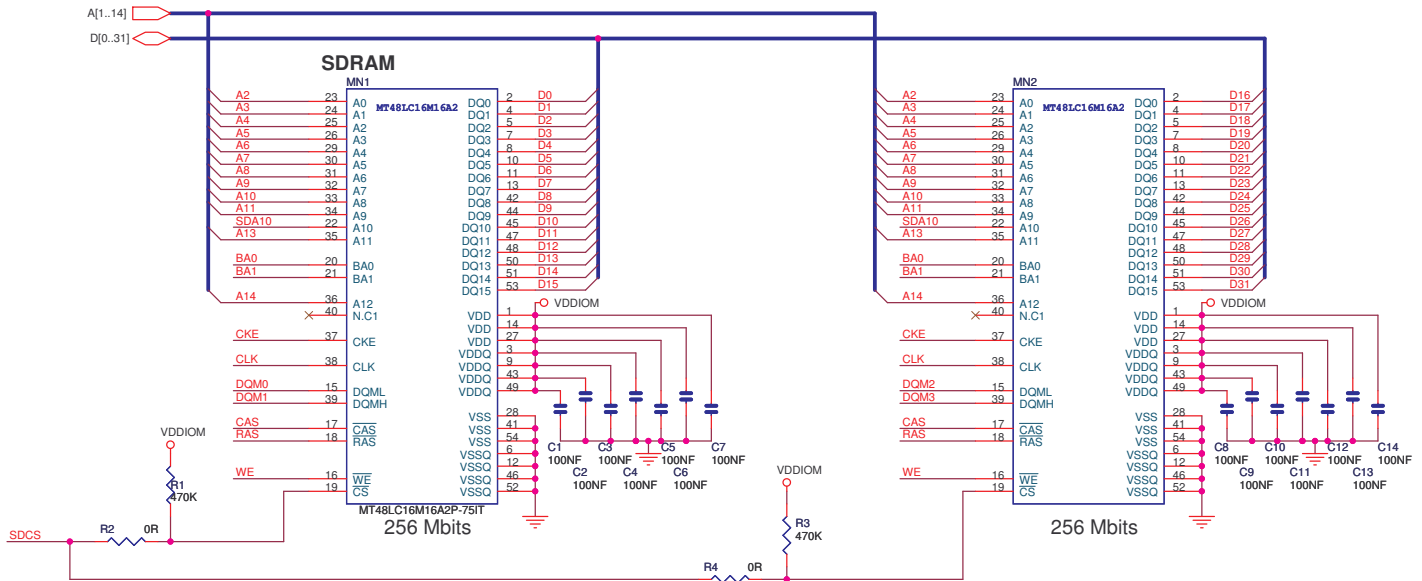 A[1..14]
D[0..31]
SDRAM
MN1
MT48LC16M16A2
A2 23 A0 DQ0 2 D0
A3 24 A1 DQ1 4 D1
A4 25 A2 DQ2 5 D2
A5 26 A3 DQ3 7 D3
A6 29 A4 DQ4 8 D4
A7 30 A5 DQ5 10 D5
A8 31 A6 DQ6 11 D6
A9 32 A7 DQ7 13 D7
A10 33 A8 DQ8 42 D8
A11 34 A9 DQ9 44 D9
SDA10 22 A10 DQ10 45 D10
A13 35 A11 DQ11 47 D11
DQ12 48 D12
BA0 20 BA0 DQ13 50 D13
BA1 21 BA1 DQ14 51 D14
DQ15 53 D15
A14 36 A12
VDDIOM
40 N.C1 VDD 1
VDD 14
CKE 37 CKE VDD 27
VDDQ 3
CLK 38 CLK VDDQ 9
VDDQ 43
DQM0 15 DQML VDDQ 49
DQM1 39 DQMH
VSS 28
CAS 17 CAS VSS 41
RAS 18 RAS VSS 54
VSSQ 6
VSSQ 12
WE 16 WE VSSQ 46
19 CS VSSQ 52
MT48LC16M16A2P-75IT
256 Mbits
C1 C3 C5 C7
100NF 100NF 100NF 100NF
C2 C4 C6
100NF 100NF 100NF
VDDIOM
R1
470K
R2 0R
SDCS
MN2
MT48LC16M16A2
A2 23 A0 DQ0 2 D16
A3 24 A1 DQ1 4 D17
A4 25 A2 DQ2 5 D18
A5 26 A3 DQ3 7 D19
A6 29 A4 DQ4 8 D20
A7 30 A5 DQ5 10 D21
A8 31 A6 DQ6 11 D22
A9 32 A7 DQ7 13 D23
A10 33 A8 DQ8 42 D24
A11 34 A9 DQ9 44 D25
SDA10 22 A10 DQ10 45 D26
A13 35 A11 DQ11 47 D27
DQ12 48 D28
BA0 20 BA0 DQ13 50 D29
BA1 21 BA1 DQ14 51 D30
DQ15 53 D31
A14 36 A12
VDDIOM
40 N.C1 VDD 1
VDD 14
CKE 37 CKE VDD 27
VDDQ 3
CLK 38 CLK VDDQ 9
VDDQ 43
DQM2 15 DQML VDDQ 49
DQM3 39 DQMH
VSS 28
CAS 17 CAS VSS 41
RAS 18 RAS VSS 54
VSSQ 6
VSSQ 12
WE 16 WE VSSQ 46
19 CS VSSQ 52
256 Mbits
C8 C10 C12 C14
100NF 100NF 100NF 100NF
C9 C11 C13
100NF 100NF 100NF
VDDIOM
R3
470K
R4 0R